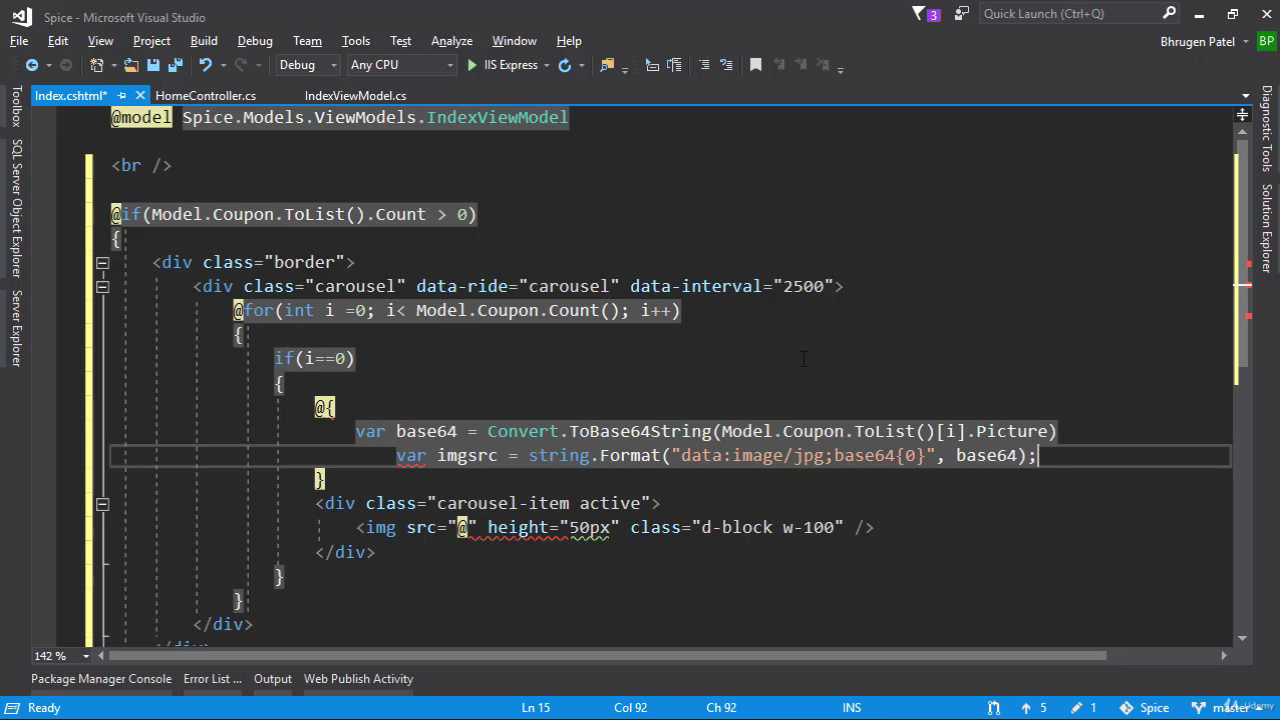 Spice - Microsoft Visual Studio
3
Quick Launch (Ctrl+Q)
File Edit View Project Build Debug Team Tools Test Analyze Window Help
Bhrugen Patel BP
Debug Any CPU IIS Express
Index.cshtml* HomeController.cs IndexViewModel.cs
Toolbox
SQL Server Object Explorer
Server Explorer
Diagnostic Tools
Solution Explorer
@model Spice.Models.ViewModels.IndexViewModel
<br />
@if(Model.Coupon.ToList().Count > 0)
{
<div class="border">
<div class="carousel" data-ride="carousel" data-interval="2500">
@for(int i =0; i< Model.Coupon.Count(); i++)
{
if(i==0)
{
@{
var base64 = Convert.ToBase64String(Model.Coupon.ToList()[i].Picture)
var imgsrc = string.Format("data:image/jpg;base64{0}", base64);
}
<div class="carousel-item active">
<img src="@" height="50px" class="d-block w-100" />
</div>
}
}
</div>
</div>
142 %
Package Manager Console Error List ... Output Web Publish Activity
Ready Ln 15 Col 92 Ch 92 INS 5 1 Spice master
Udemy